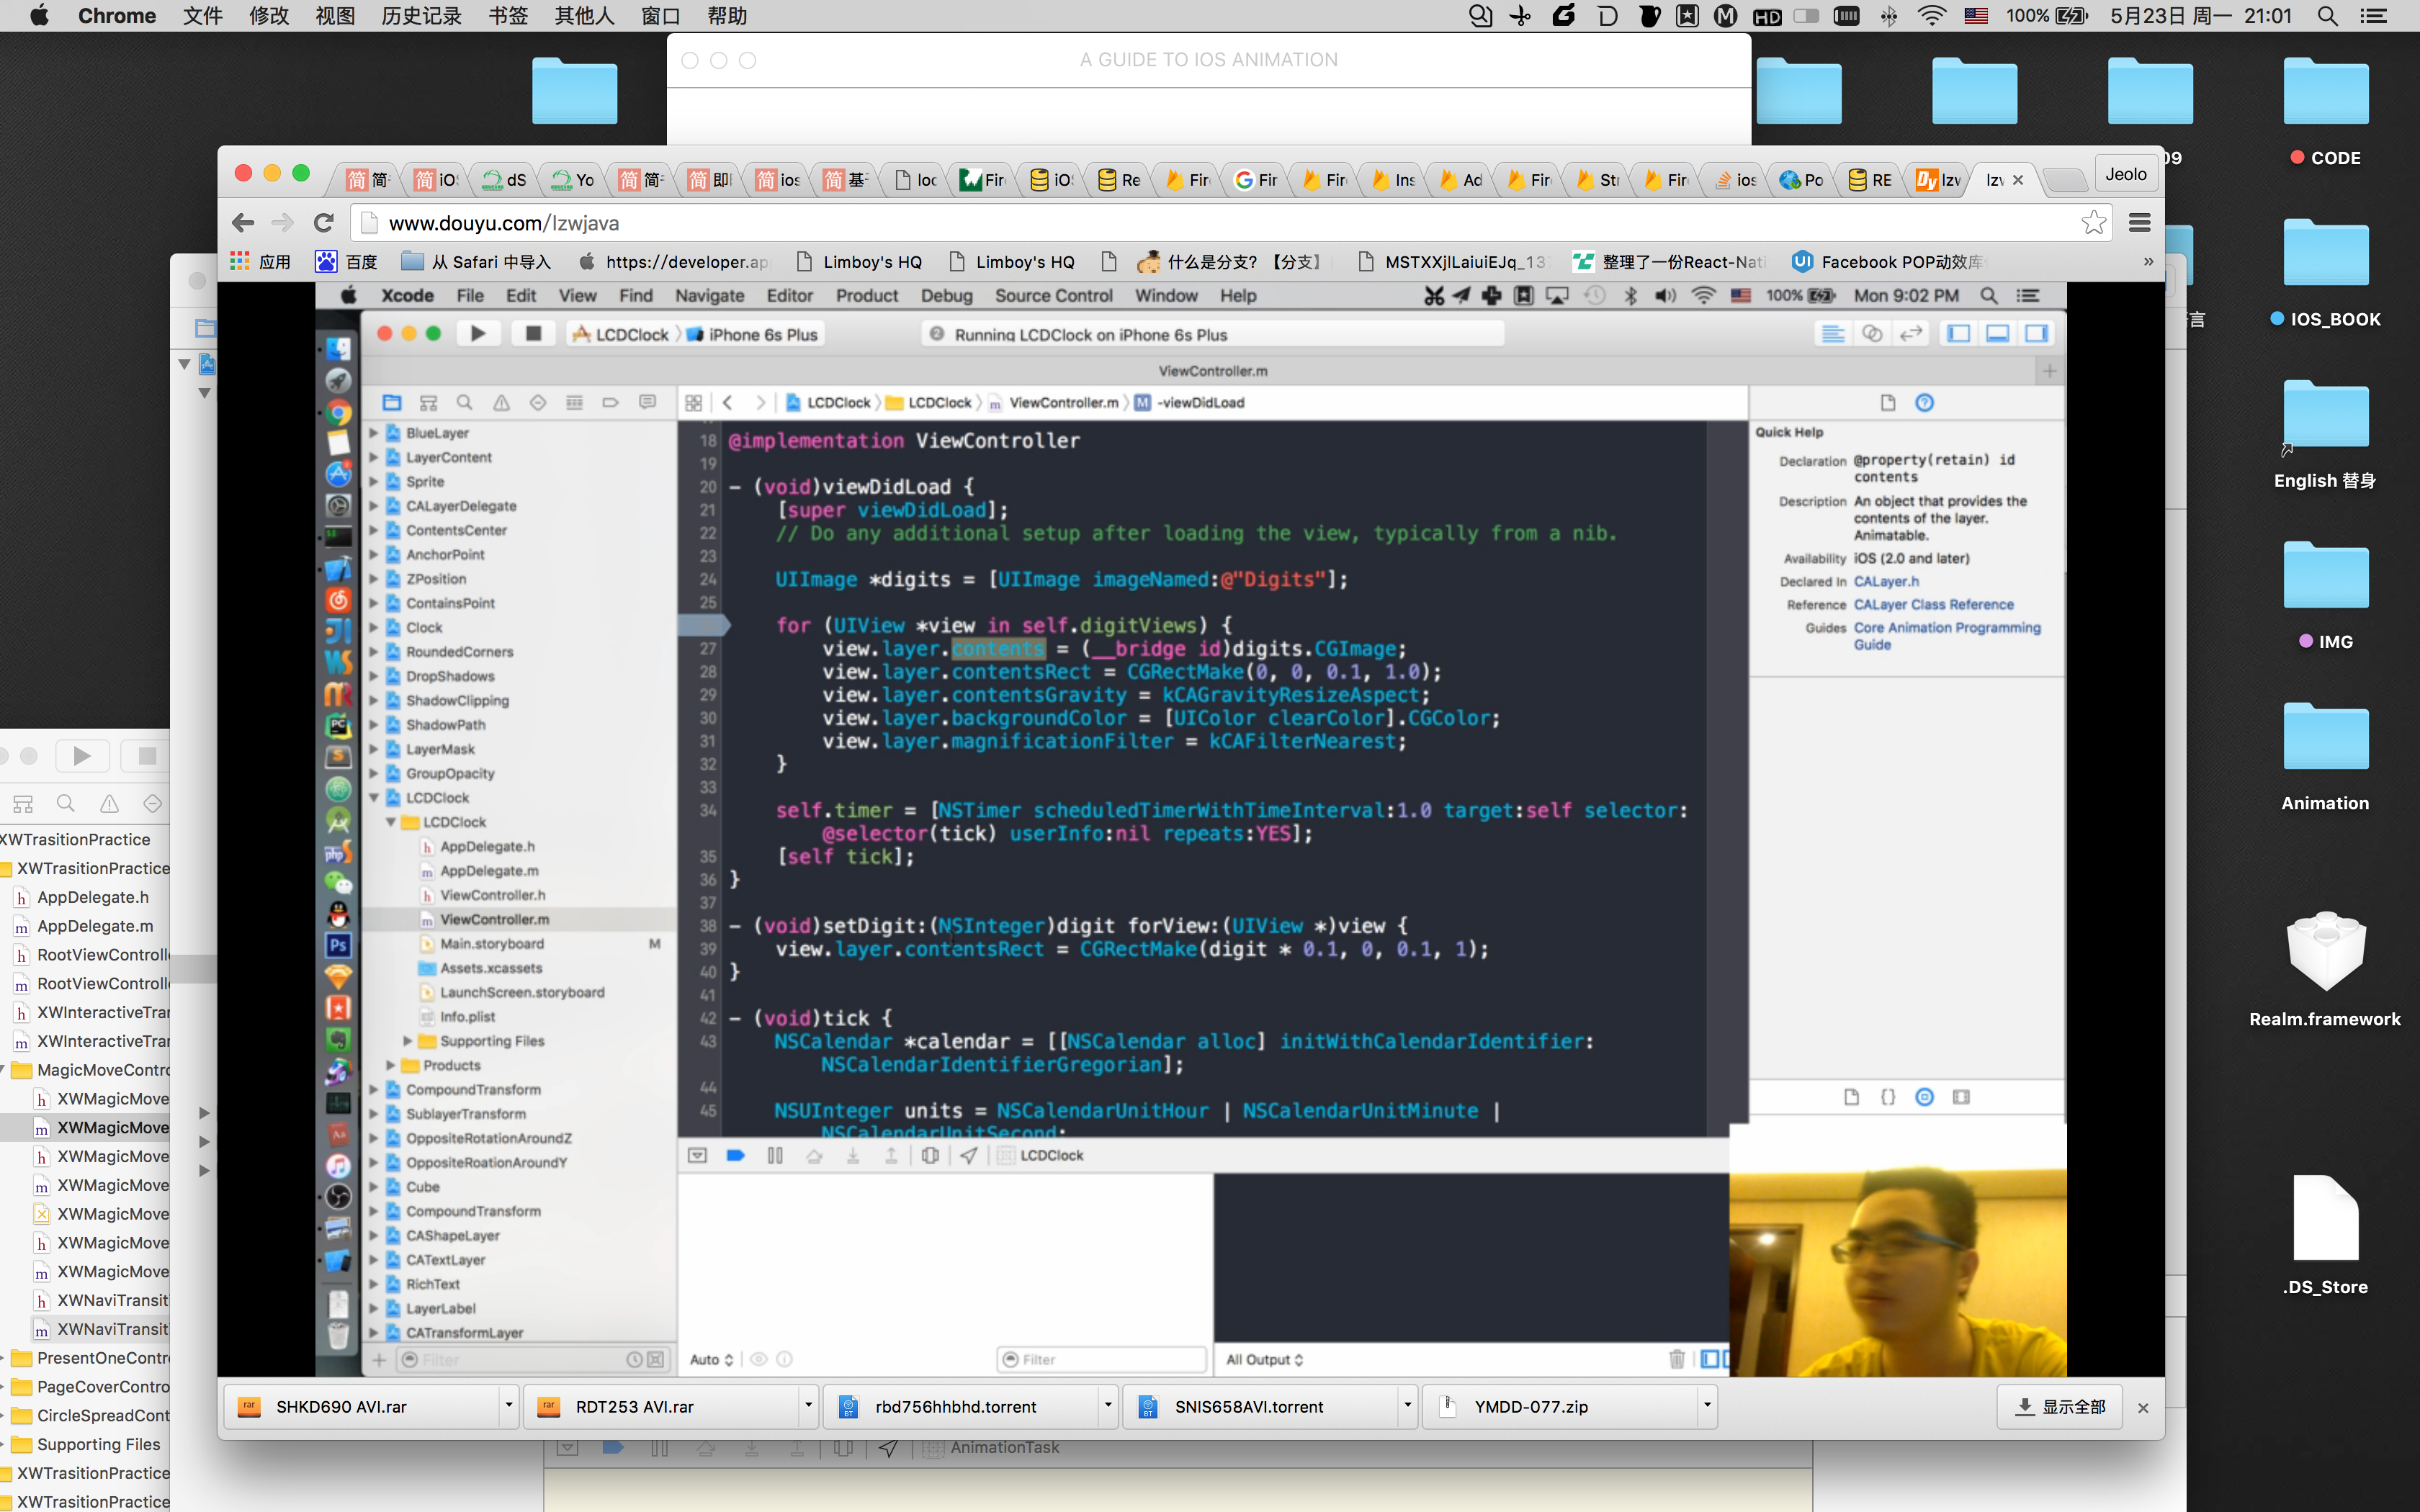 Chrome 文件 修改 视图 历史记录 书签 其他人 窗口 帮助
100% 5月23日 周一 21:01
A GUIDE TO IOS ANIMATION
简 简 iO dS Yo 简 简 简 即 简 ios 简 基 loc Fire iO Re Fir Fir Fir Ins Ad Fir Str Fir ios Po RE lzw lzv Jeolo
www.douyu.com/lzwjava
应用 百度 从 Safari 中导入 https://developer.ap Limboy's HQ Limboy's HQ 什么是分支? 【分支】 MSTXXjlLaiuiEJq_13 整理了一份React-Nati Facebook POP动效库 »
Xcode File Edit View Find Navigate Editor Product Debug Source Control Window Help 100% Mon 9:02 PM
LCDClock iPhone 6s Plus
Running LCDClock on iPhone 6s Plus
ViewController.m
LCDClock LCDClock ViewController.m -viewDidLoad
BlueLayer
LayerContent
Sprite
CALayerDelegate
ContentsCenter
AnchorPoint
ZPosition
ContainsPoint
Clock
RoundedCorners
DropShadows
ShadowClipping
ShadowPath
LayerMask
GroupOpacity
LCDClock
LCDClock
AppDelegate.h
AppDelegate.m
ViewController.h
ViewController.m
Main.storyboard M
Assets.xcassets
LaunchScreen.storyboard
Info.plist
Supporting Files
Products
CompoundTransform
SublayerTransform
OppositeRotationAroundZ
OppositeRoationAroundY
Cube
CompoundTransform
CAShapeLayer
CATextLayer
RichText
LayerLabel
CATransformLayer
Filter
18 @implementation ViewController
19
20 - (void)viewDidLoad {
21 [super viewDidLoad];
22 // Do any additional setup after loading the view, typically from a nib.
23
24 UIImage *digits = [UIImage imageNamed:@"Digits"];
25
for (UIView *view in self.digitViews) {
27 view.layer.contents = (__bridge id)digits.CGImage;
28 view.layer.contentsRect = CGRectMake(0, 0, 0.1, 1.0);
29 view.layer.contentsGravity = kCAGravityResizeAspect;
30 view.layer.backgroundColor = [UIColor clearColor].CGColor;
31 view.layer.magnificationFilter = kCAFilterNearest;
32 }
33
34 self.timer = [NSTimer scheduledTimerWithTimeInterval:1.0 target:self selector:
@selector(tick) userInfo:nil repeats:YES];
35 [self tick];
36 }
37
38 - (void)setDigit:(NSInteger)digit forView:(UIView *)view {
39 view.layer.contentsRect = CGRectMake(digit * 0.1, 0, 0.1, 1);
40 }
41
42 - (void)tick {
43 NSCalendar *calendar = [[NSCalendar alloc] initWithCalendarIdentifier:
NSCalendarIdentifierGregorian];
44
45 NSUInteger units = NSCalendarUnitHour | NSCalendarUnitMinute |
NSCalendarUnitSecond;
LCDClock
Auto Filter All Output
Quick Help
Declaration @property(retain) id
contents
Description An object that provides the
contents of the layer.
Animatable.
Availability iOS (2.0 and later)
Declared In CALayer.h
Reference CALayer Class Reference
Guides Core Animation Programming
Guide
SHKD690 AVI.rar RDT253 AVI.rar rbd756hhbhd.torrent SNIS658AVI.torrent YMDD-077.zip 显示全部
AnimationTask
XWTrasitionPractice
XWTrasitionPractice
AppDelegate.h
AppDelegate.m
RootViewControlle
RootViewControlle
XWInteractiveTran
XWInteractiveTran
MagicMoveContro
XWMagicMove
XWMagicMove
XWMagicMove
XWMagicMove
XWMagicMove
XWMagicMove
XWMagicMove
XWNaviTransit
XWNaviTransit
PresentOneContr
PageCoverContro
CircleSpreadCont
Supporting Files
XWTrasitionPractice
XWTrasitionPractice
09
CODE
言
IOS_BOOK
English 替身
IMG
Animation
Realm.framework
.DS_Store